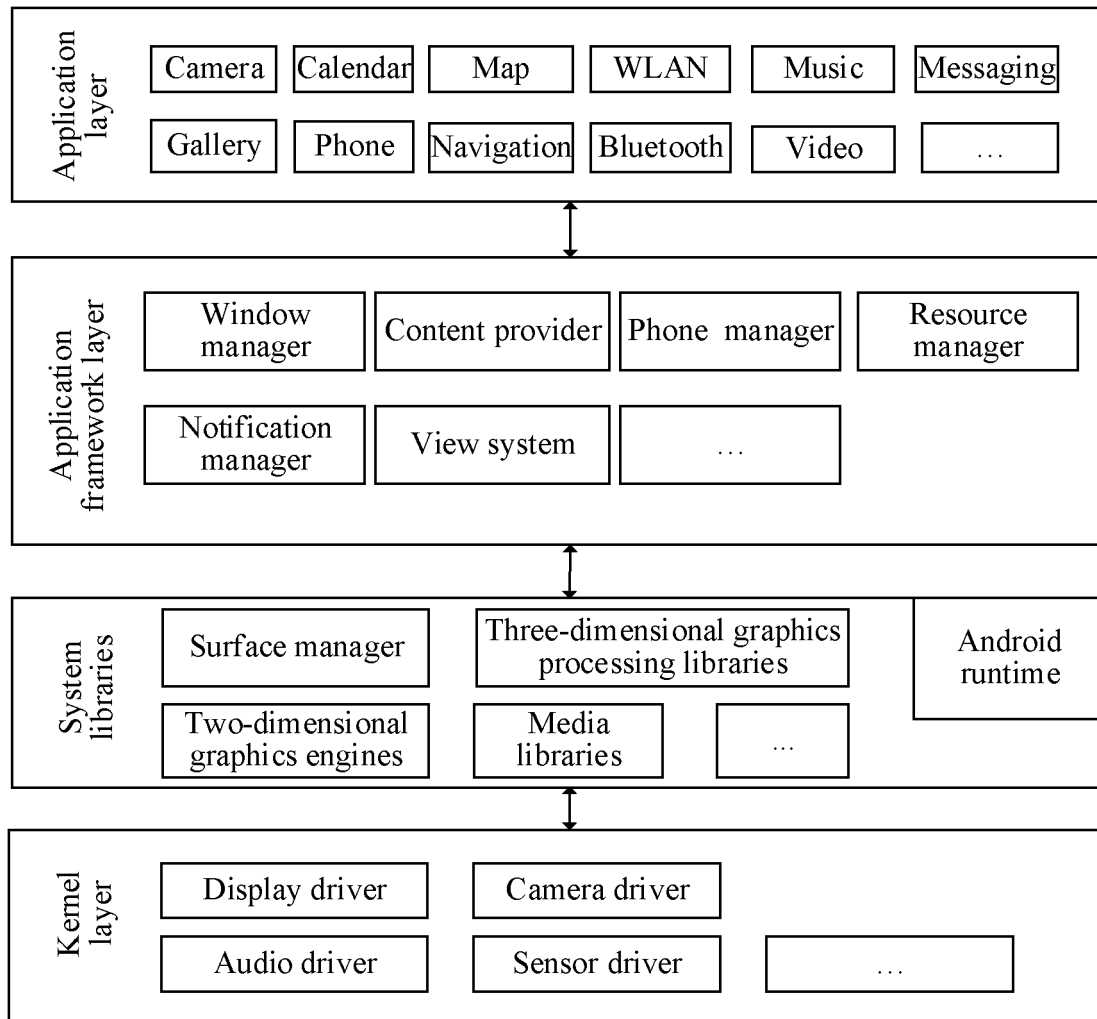 Application
layer
Camera
Calendar
Map
WLAN
Music
Messaging
Gallery
Phone
Navigation
Bluetooth
Video
...
Application
framework layer
Window
manager
Content provider
Phone manager
Resource
manager
Notification
manager
View system
...
System
libraries
Surface manager
Three-dimensional graphics
processing libraries
Android
runtime
Two-dimensional
graphics engines
Media
libraries
...
Kernel
layer
Display driver
Camera driver
Audio driver
Sensor driver
...